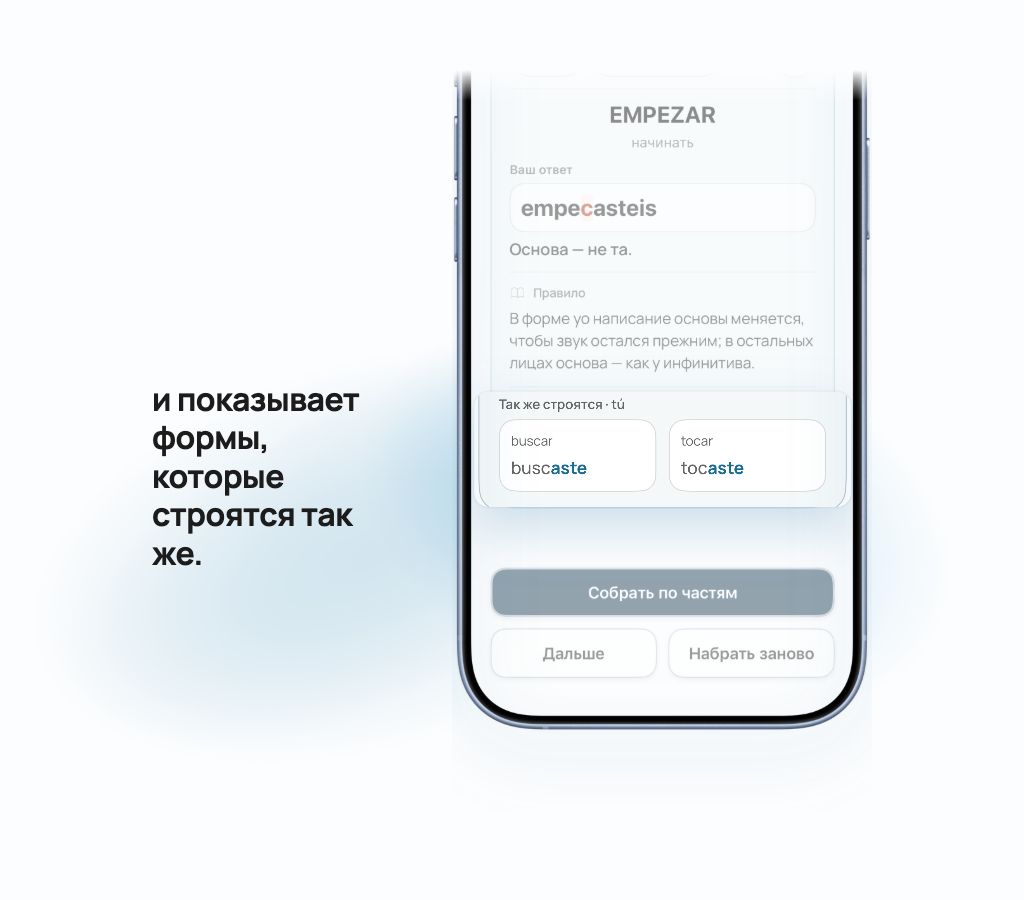 EMPEZAR
начинать
Ваш ответ
empecasteis
Основа — не та.
Правило
В форме yo написание основы меняется,
чтобы звук остался прежним; в остальных
лицах основа — как у инфинитива.
и показывает
формы,
которые
строятся так
же.
Так же строятся · tú
buscar
buscaste
tocar
tocaste
Собрать по частям
Дальше
Набрать заново